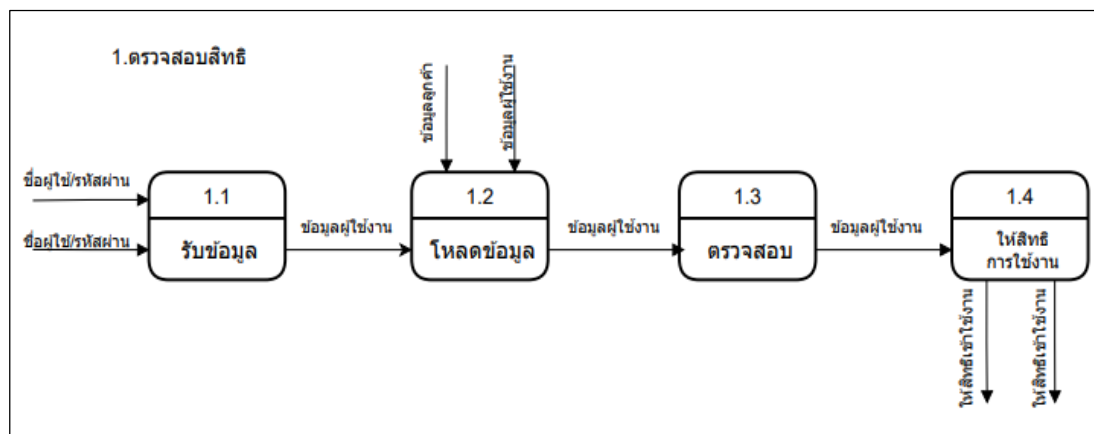 1.ตรวจสอบสิทธิ
ข้อมูลลูกค้า
ข้อมูลผู้ใช้งาน
ชื่อผู้ใช้/รหัสผ่าน
ชื่อผู้ใช้/รหัสผ่าน
1.1
รับข้อมูล
ข้อมูลผู้ใช้งาน
1.2
โหลดข้อมูล
ข้อมูลผู้ใช้งาน
1.3
ตรวจสอบ
ข้อมูลผู้ใช้งาน
1.4
ให้สิทธิ
การใช้งาน
ให้สิทธิเข้าใช้งาน
ให้สิทธิเข้าใช้งาน